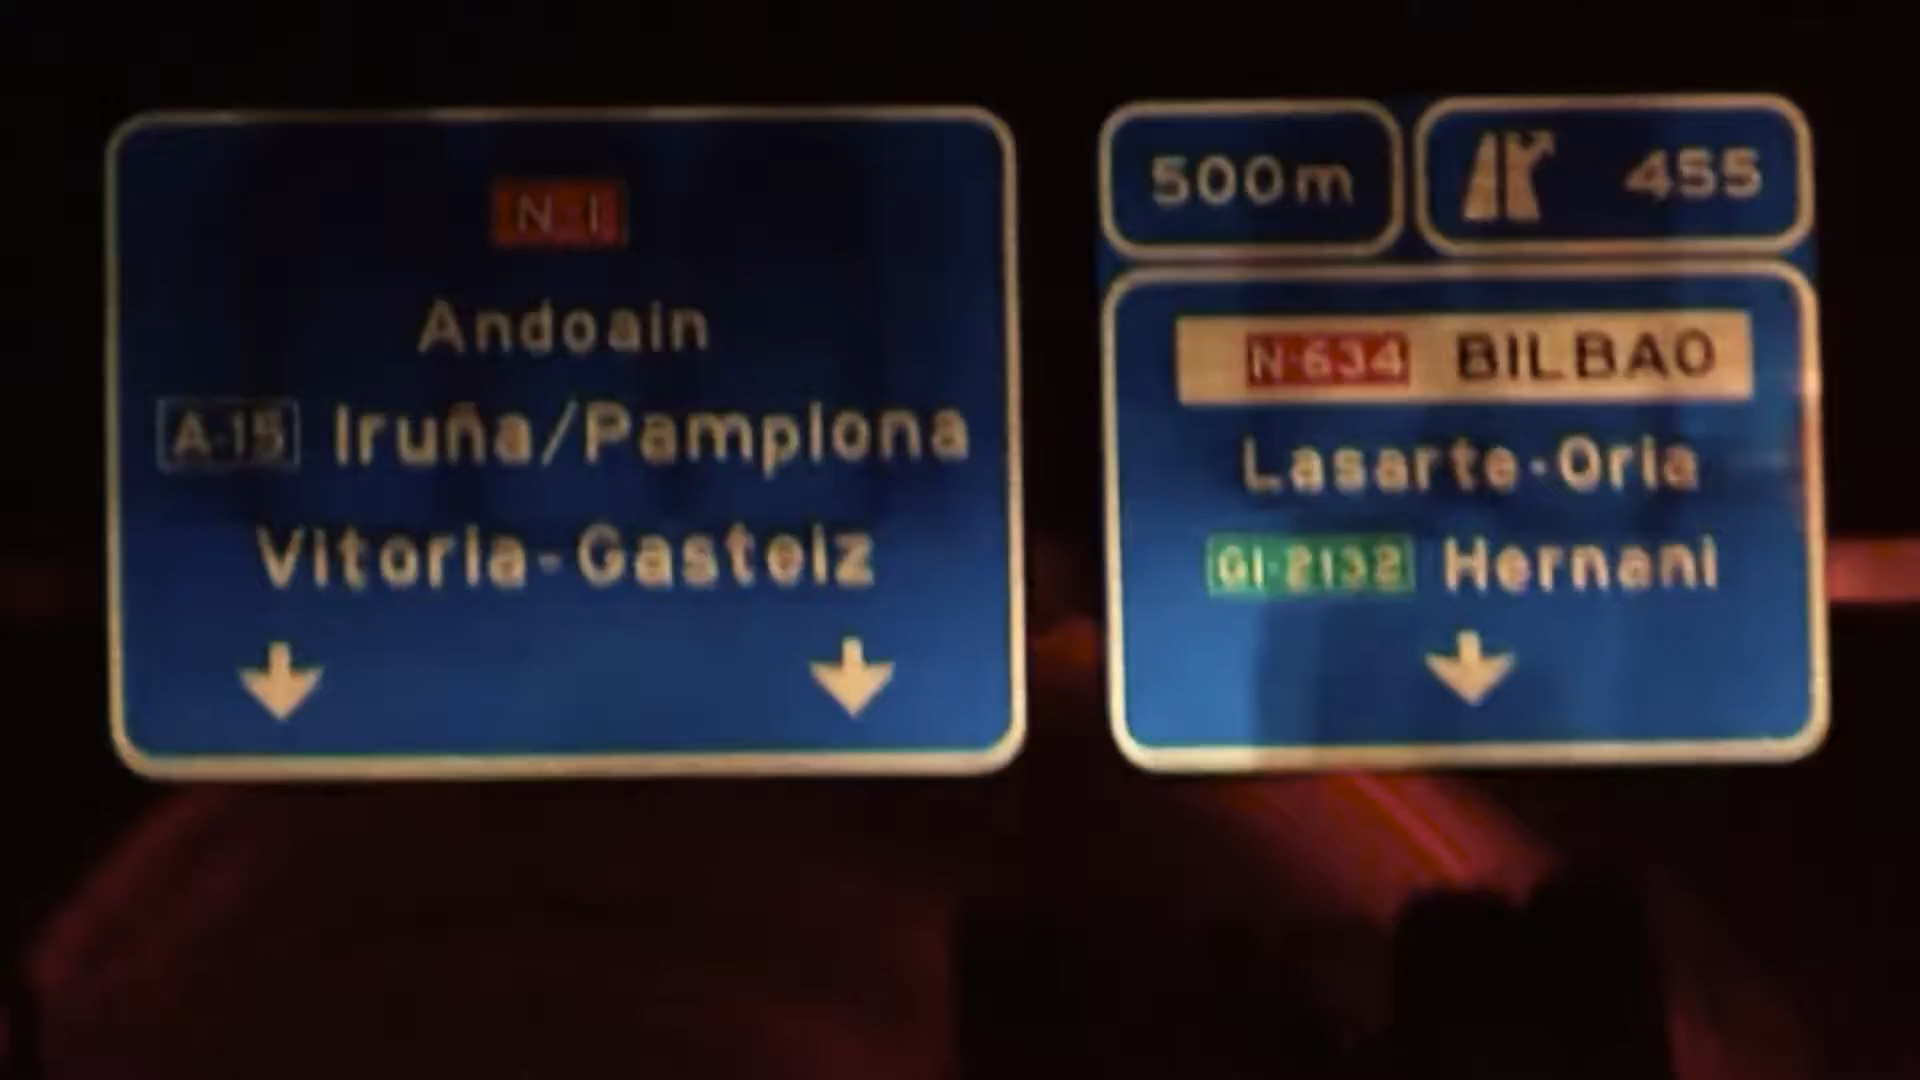 N-I
Andoain
A-15 Iruña/Pamplona
Vitoria-Gasteiz
500m
455
N-634 BILBAO
Lasarte-Oria
GI-2132 Hernani